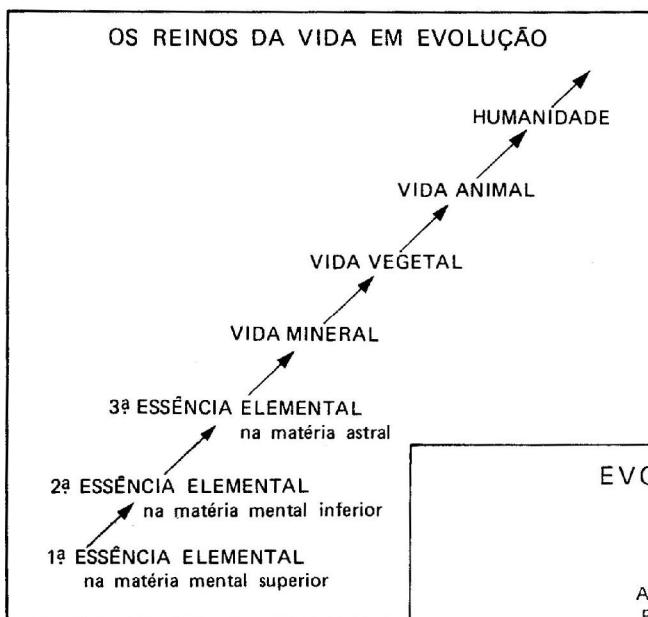 OS REINOS DA VIDA EM EVOLUÇÃO
HUMANIDADE
VIDA ANIMAL
VIDA VEGETAL
VIDA MINERAL
3ª ESSÊNCIA ELEMENTAL
na matéria astral
2ª ESSÊNCIA ELEMENTAL
na matéria mental inferior
1ª ESSÊNCIA ELEMENTAL
na matéria mental superior
EVO
A